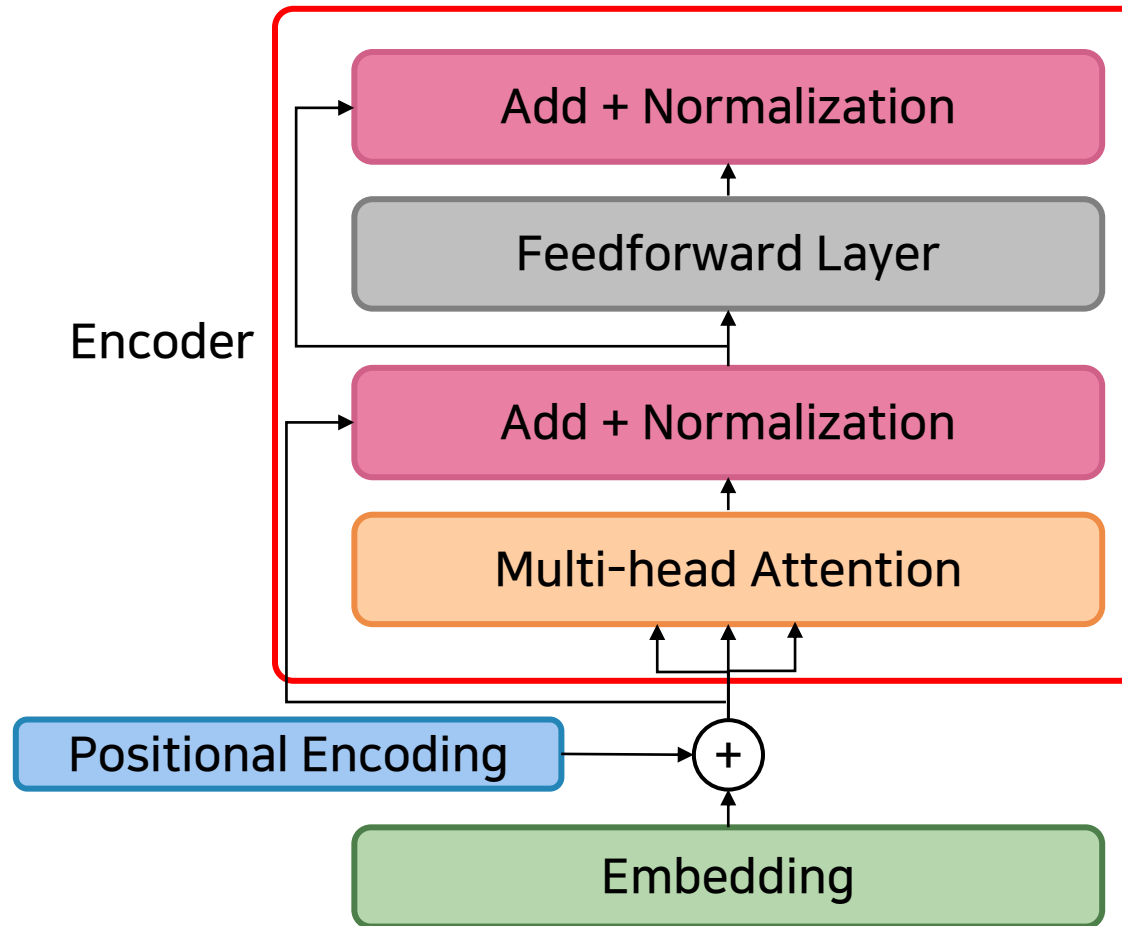 Add + Normalization
Feedforward Layer
Encoder
Add + Normalization
Multi-head Attention
Positional Encoding
+
Embedding